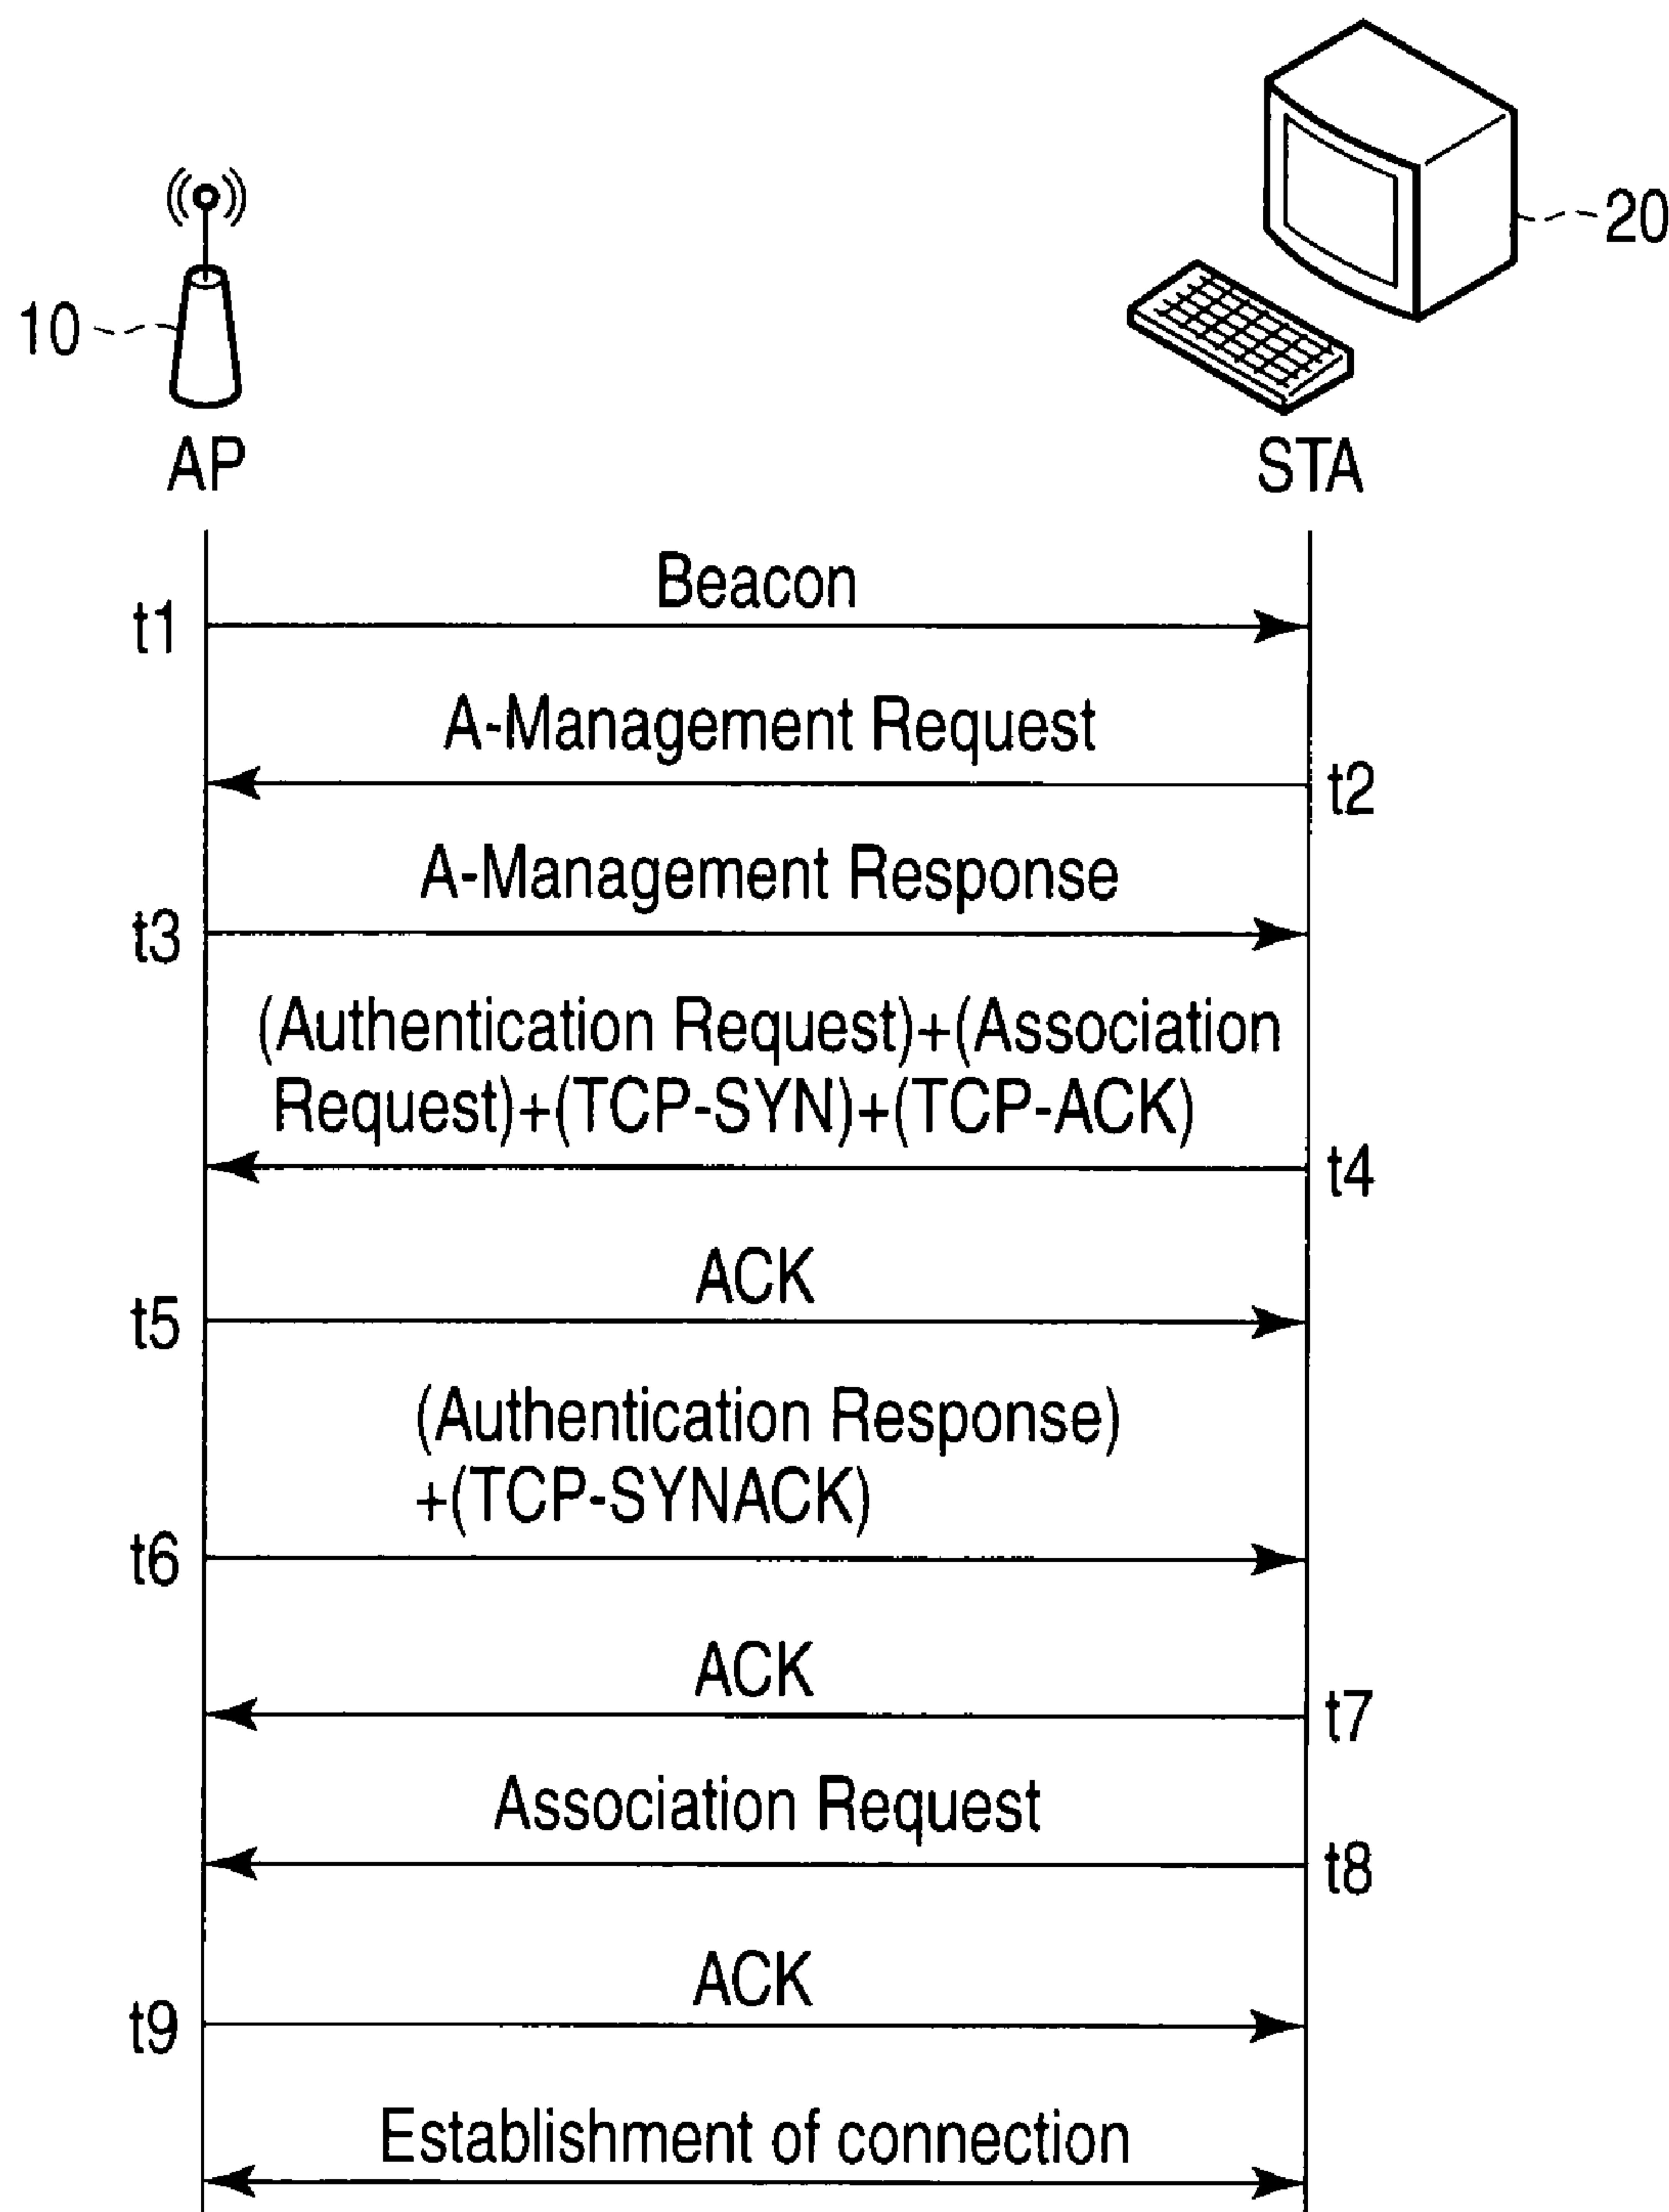 20
10
AP
STA
Beacon
t1
A-Management Request
t2
A-Management Response
t3
(Authentication Request)+(Association
Request)+(TCP-SYN)+(TCP-ACK)
t4
ACK
t5
(Authentication Response)
+(TCP-SYNACK)
t6
ACK
t7
Association Request
t8
ACK
t9
Establishment of connection